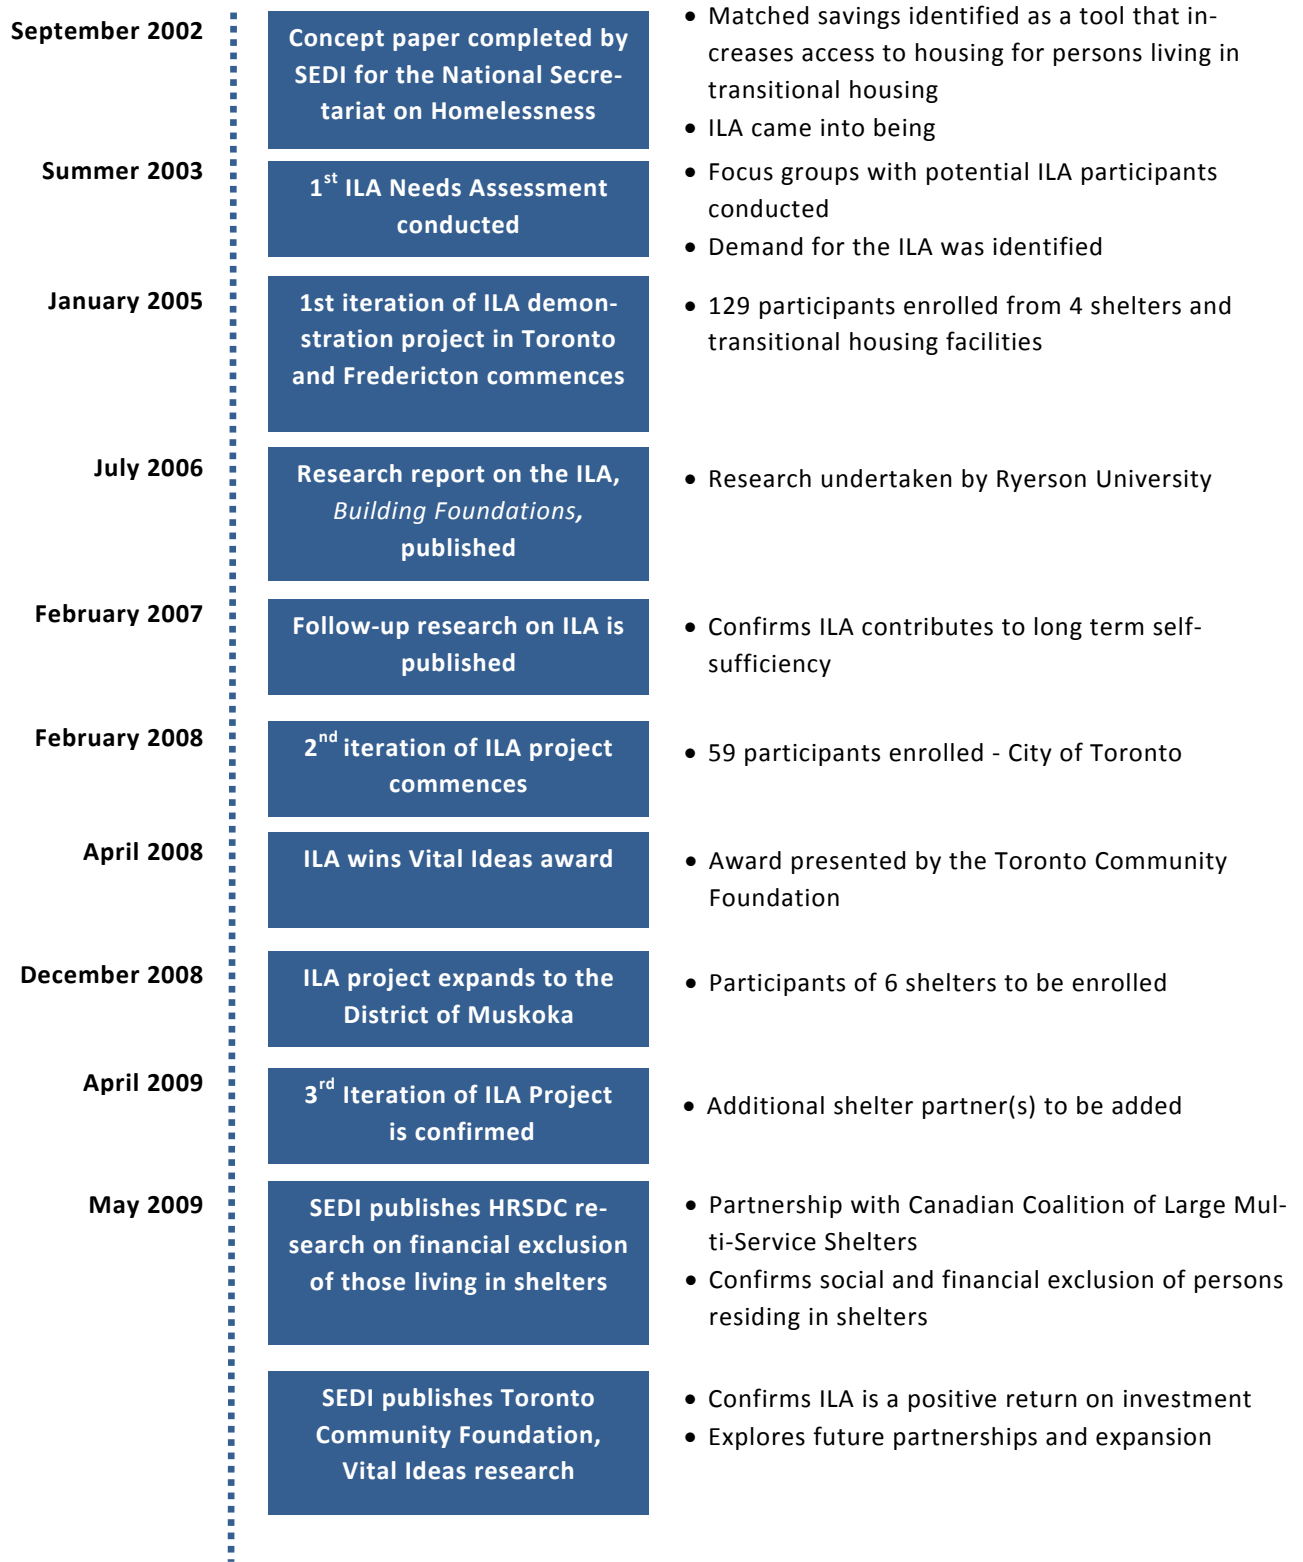 September 2002
Concept paper completed by
SEDI for the National Secre-
tariat on Homelessness
• Matched savings identified as a tool that in-
creases access to housing for persons living in
transitional housing
• ILA came into being
Summer 2003
1st ILA Needs Assessment
conducted
• Focus groups with potential ILA participants
conducted
• Demand for the ILA was identified
January 2005
1st iteration of ILA demon-
stration project in Toronto
and Fredericton commences
• 129 participants enrolled from 4 shelters and
transitional housing facilities
July 2006
Research report on the ILA,
Building Foundations,
published
• Research undertaken by Ryerson University
February 2007
Follow-up research on ILA is
published
• Confirms ILA contributes to long term self-
sufficiency
February 2008
2nd iteration of ILA project
commences
• 59 participants enrolled - City of Toronto
April 2008
ILA wins Vital Ideas award
• Award presented by the Toronto Community
Foundation
December 2008
ILA project expands to the
District of Muskoka
• Participants of 6 shelters to be enrolled
April 2009
3rd Iteration of ILA Project
is confirmed
• Additional shelter partner(s) to be added
May 2009
SEDI publishes HRSDC re-
search on financial exclusion
of those living in shelters
• Partnership with Canadian Coalition of Large Mul-
ti-Service Shelters
• Confirms social and financial exclusion of persons
residing in shelters
SEDI publishes Toronto
Community Foundation,
Vital Ideas research
• Confirms ILA is a positive return on investment
• Explores future partnerships and expansion